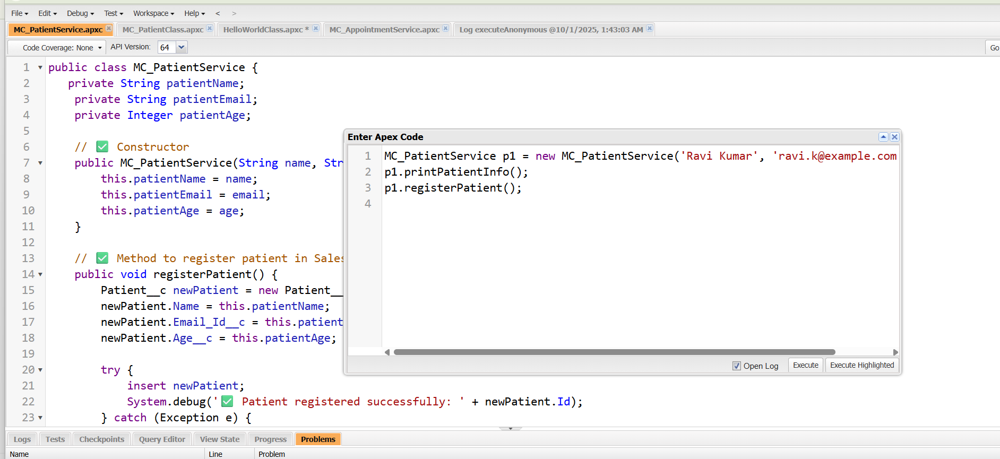 File Edit Debug Test Workspace Help < >
MC_PatientService.apxc MC_PatientClass.apxc HelloWorldClass.apxc * MC_AppointmentService.apxc Log executeAnonymous @10/1/2025, 1:43:03 AM
Code Coverage: None API Version: 64 Go
1 public class MC_PatientService {
2 private String patientName;
3 private String patientEmail;
4 private Integer patientAge;
5
6 // ✅ Constructor
7 public MC_PatientService(String name, Str
8 this.patientName = name;
9 this.patientEmail = email;
10 this.patientAge = age;
11 }
12
13 // ✅ Method to register patient in Sales
14 public void registerPatient() {
15 Patient__c newPatient = new Patient__
16 newPatient.Name = this.patientName;
17 newPatient.Email_Id__c = this.patient
18 newPatient.Age__c = this.patientAge;
19
20 try {
21 insert newPatient;
22 System.debug('✅ Patient registered successfully: ' + newPatient.Id);
23 } catch (Exception e) {
Enter Apex Code
1 MC_PatientService p1 = new MC_PatientService('Ravi Kumar', 'ravi.k@example.com
2 p1.printPatientInfo();
3 p1.registerPatient();
4
Open Log Execute Execute Highlighted
Logs Tests Checkpoints Query Editor View State Progress Problems
Name Line Problem